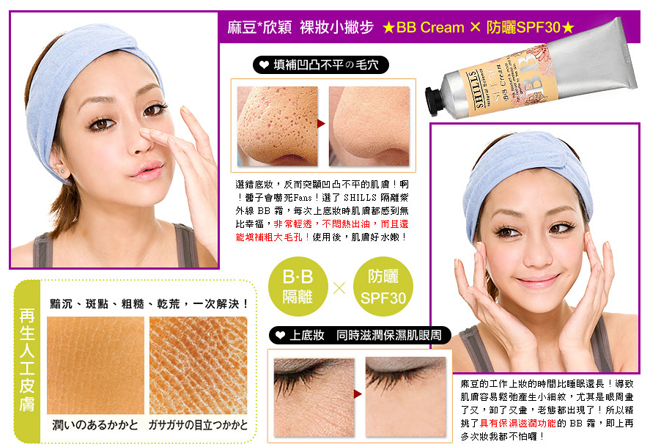 麻豆*欣穎 裸妝小撇步 ★BB Cream × 防曬SPF30★
♥ 填補凹凸不平の毛穴
SHILLS
BB Cream
BB
選錯底妝，反而突顯凹凸不平的肌膚！啊
！醬子會嚇死Fans！選了 SHILLS 隔離紫
外線 BB 霜，每次上底妝時肌膚都感到無
比幸福，非常輕透，不悶熱出油，而且還
能填補粗大毛孔！使用後，肌膚好水嫩！
B·B
隔離
×
防曬
SPF30
再生人工皮膚
黯沉、斑點、粗糙、乾荒，一次解決！
潤いのあるかかと
ガサガサの目立つかかと
♥ 上底妝 同時滋潤保濕肌眼周
麻豆的工作上妝的時間比睡眠還長！導致
肌膚容易鬆弛產生小細紋，尤其是眼周畫
了又，卸了又畫，老態都出現了！所以精
挑了具有保濕滋潤功能的 BB 霜，即上再
多次妝我都不怕囉！